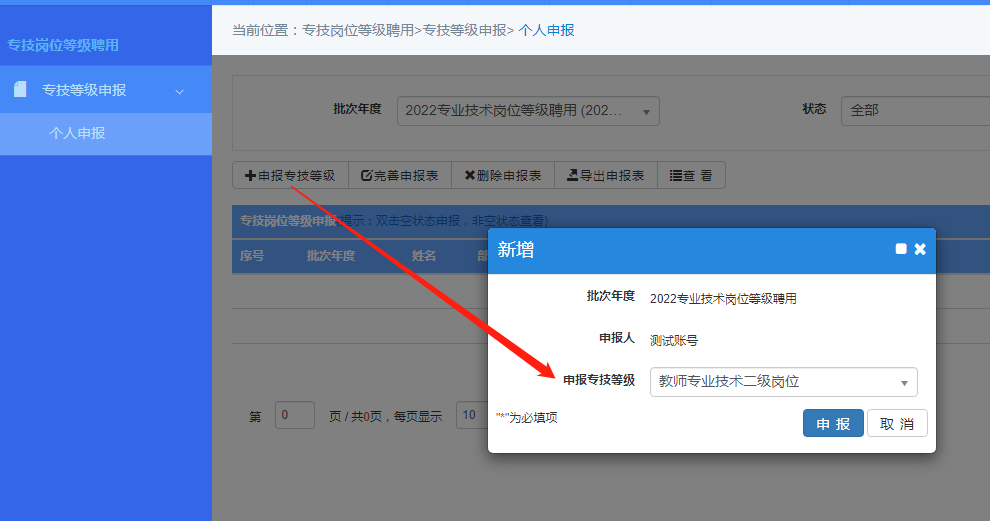 当前位置：专技岗位等级聘用>专技等级申报> 个人申报
专技岗位等级聘用
专技等级申报
个人申报
批次年度 2022专业技术岗位等级聘用 (202... 状态 全部
申报专技等级 完善申报表 删除申报表 导出申报表 查 看
专技岗位等级申报(提示：双击空状态申报，非空状态查看)
序号 批次年度 姓名
新增
批次年度 2022专业技术岗位等级聘用
申报人 测试账号
申报专技等级 教师专业技术二级岗位
"*"为必填项 申 报 取 消
第 0 页 / 共0页，每页显示 10